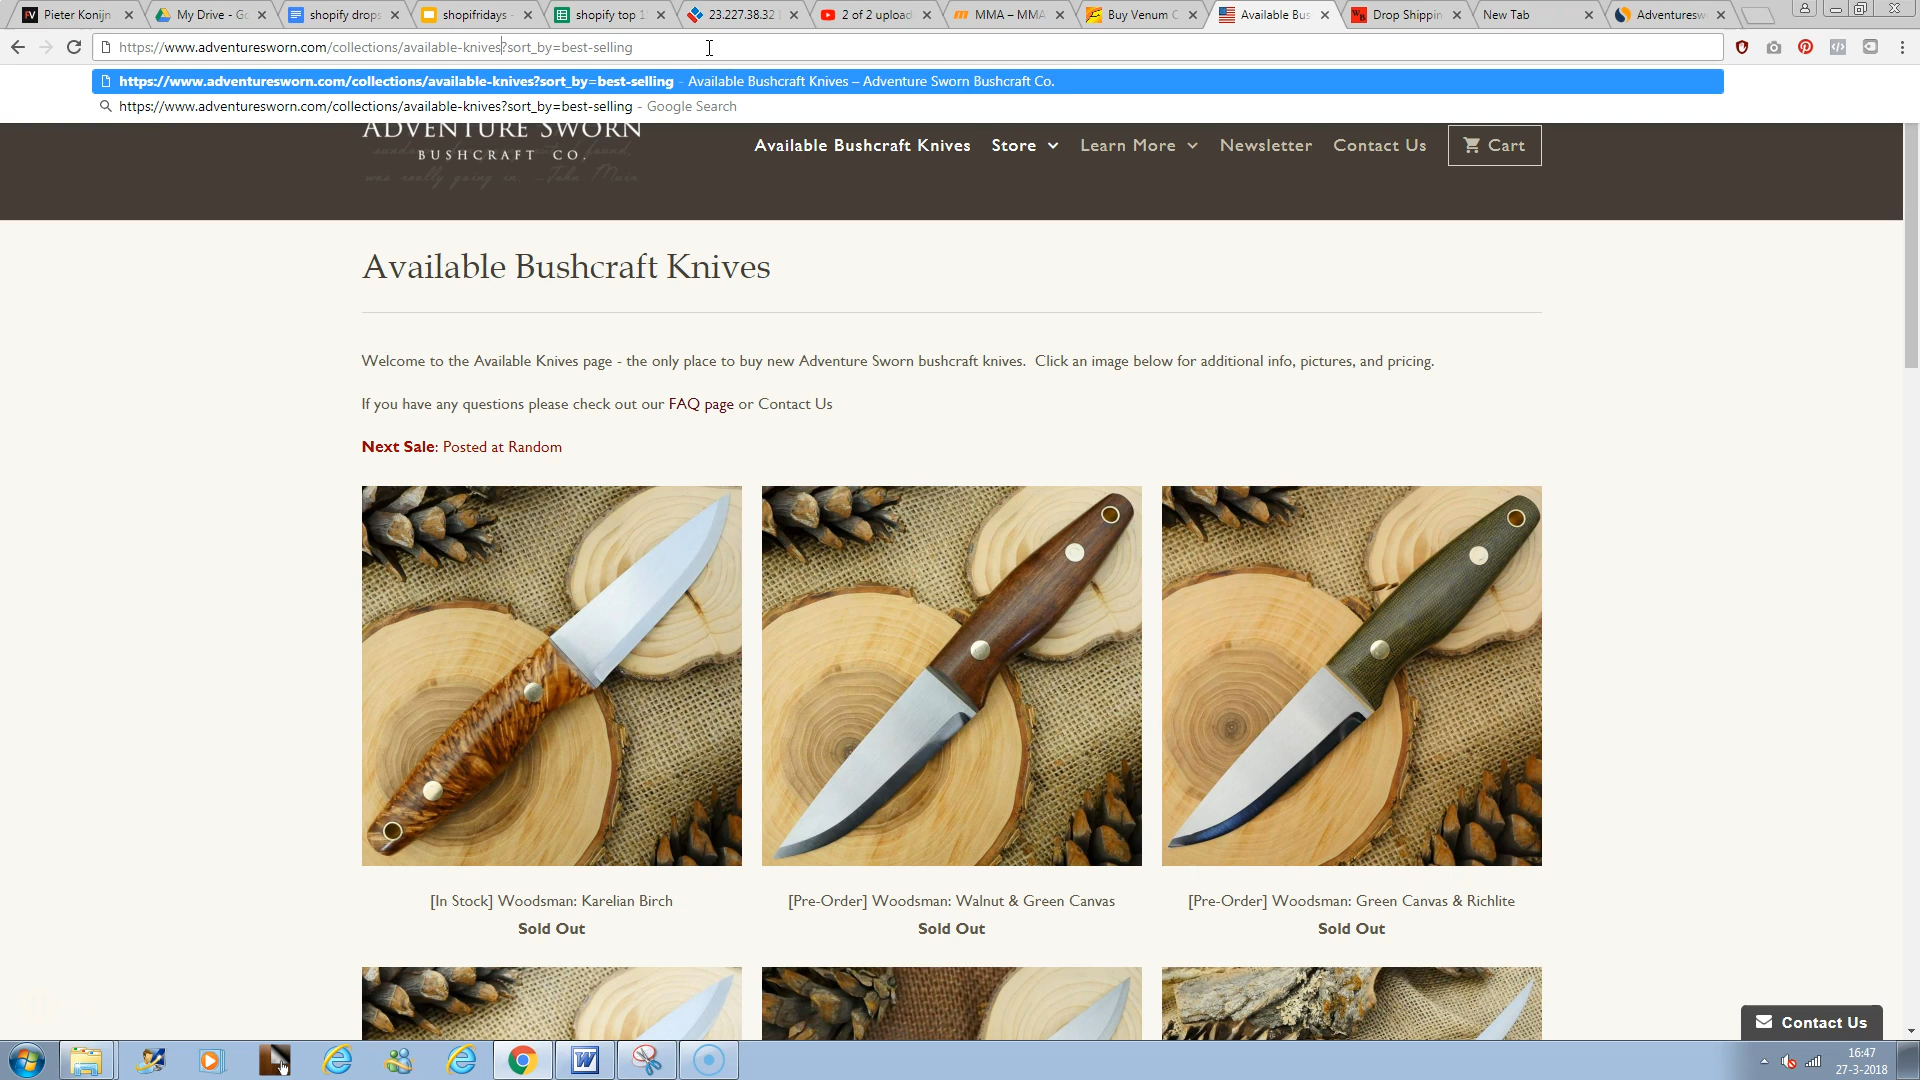 Pieter Konijn
My Drive - Go
shopify drops
shopifridays -
shopify top 1
23.227.38.32
2 of 2 upload
MMA – MMA
Buy Venum C
Available Bus
Drop Shippin
New Tab
Adventuresw
https://www.adventuresworn.com/collections/available-knives?sort_by=best-selling
https://www.adventuresworn.com/collections/available-knives?sort_by=best-selling - Available Bushcraft Knives – Adventure Sworn Bushcraft Co.
https://www.adventuresworn.com/collections/available-knives?sort_by=best-selling - Google Search
ADVENTURE SWORN
BUSHCRAFT CO.
was really going in. —John Muir
Available Bushcraft Knives
Store
Learn More
Newsletter
Contact Us
Cart
Available Bushcraft Knives
Welcome to the Available Knives page - the only place to buy new Adventure Sworn bushcraft knives. Click an image below for additional info, pictures, and pricing.
If you have any questions please check out our FAQ page or Contact Us
Next Sale: Posted at Random
[In Stock] Woodsman: Karelian Birch
Sold Out
[Pre-Order] Woodsman: Walnut & Green Canvas
Sold Out
[Pre-Order] Woodsman: Green Canvas & Richlite
Sold Out
Contact Us
16:47
27-3-2018